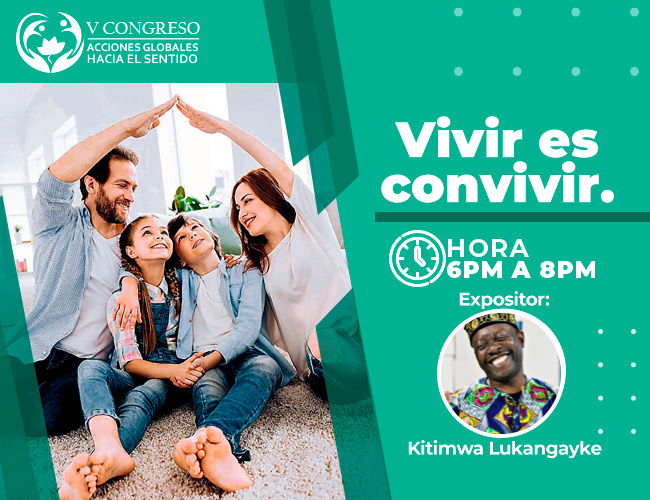 V CONGRESO
ACCIONES GLOBALES
HACIA EL SENTIDO
Vivir es
convivir.
HORA
6PM A 8PM
Expositor:
Kitimwa Lukangayke